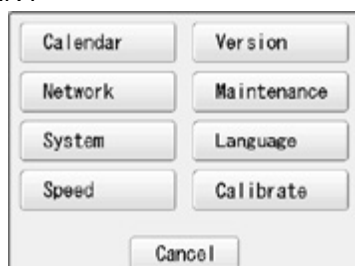 Calendar Version
Network Maintenance
System Language
Speed Calibrate
Cancel